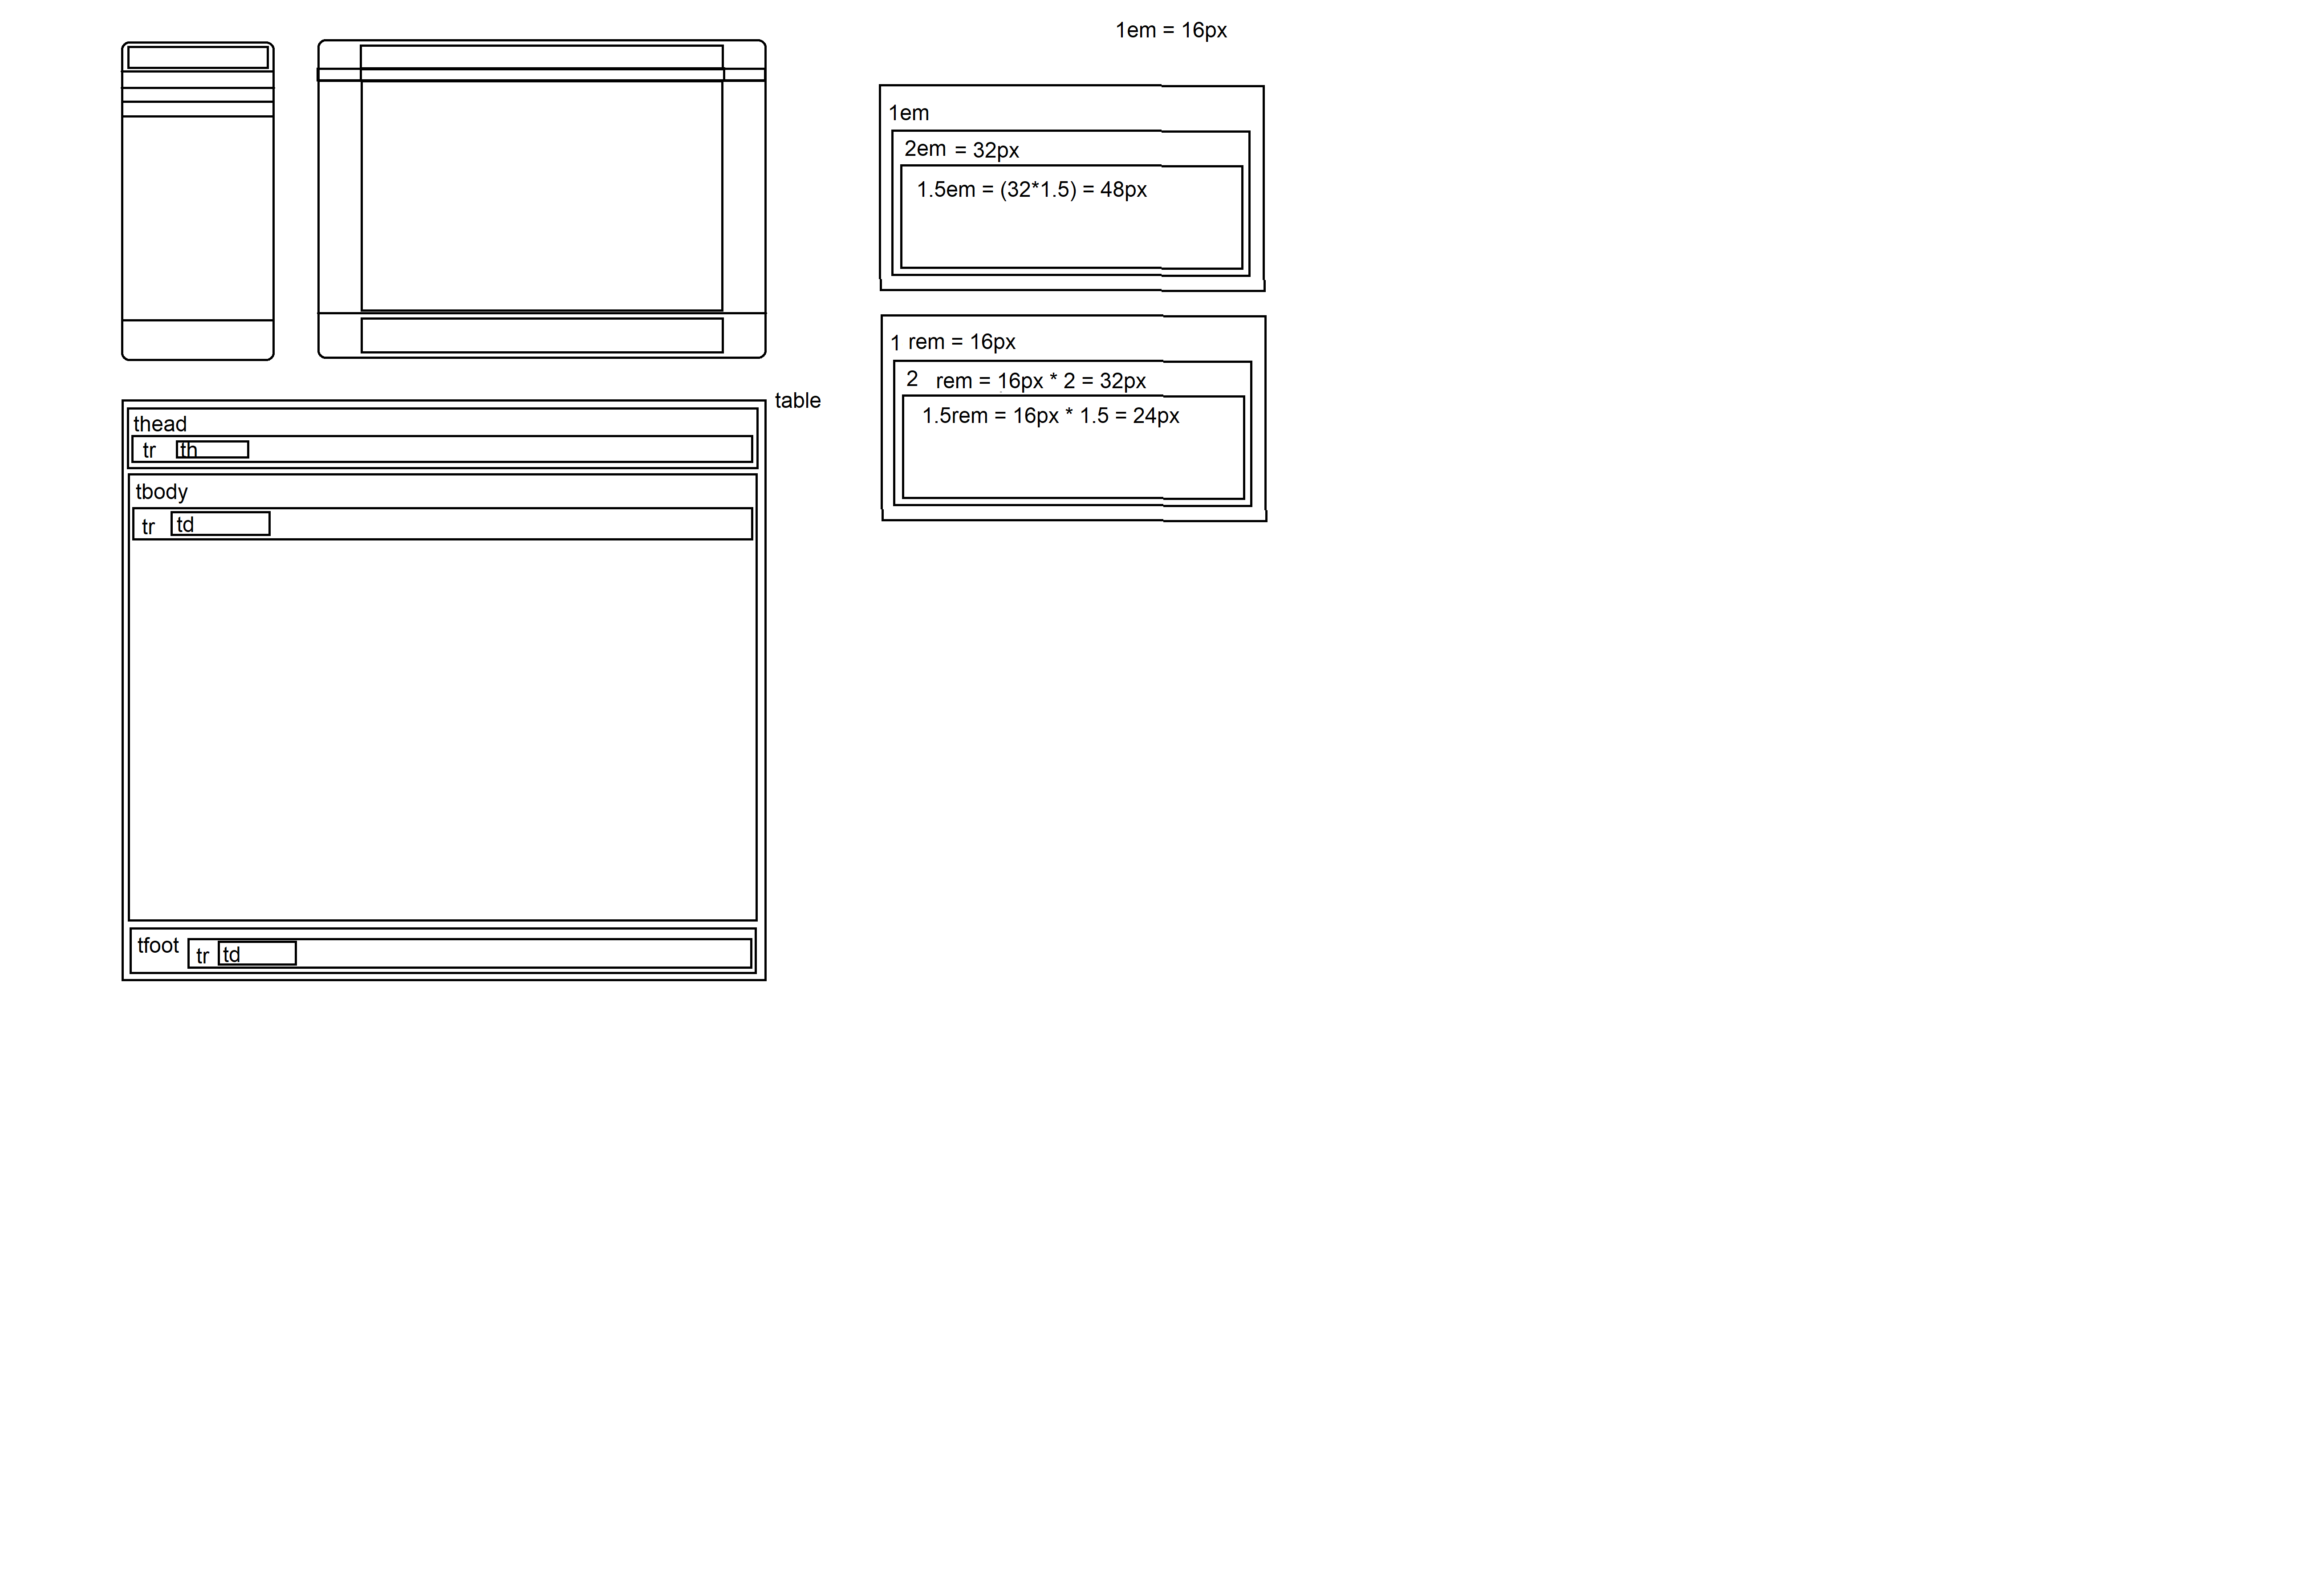 1em = 16px
1em
2em = 32px
1.5em = (32*1.5) = 48px
1 rem = 16px
2 rem = 16px * 2 = 32px
1.5rem = 16px * 1.5 = 24px
table
thead
tr th
tbody
tr td
tfoot tr td